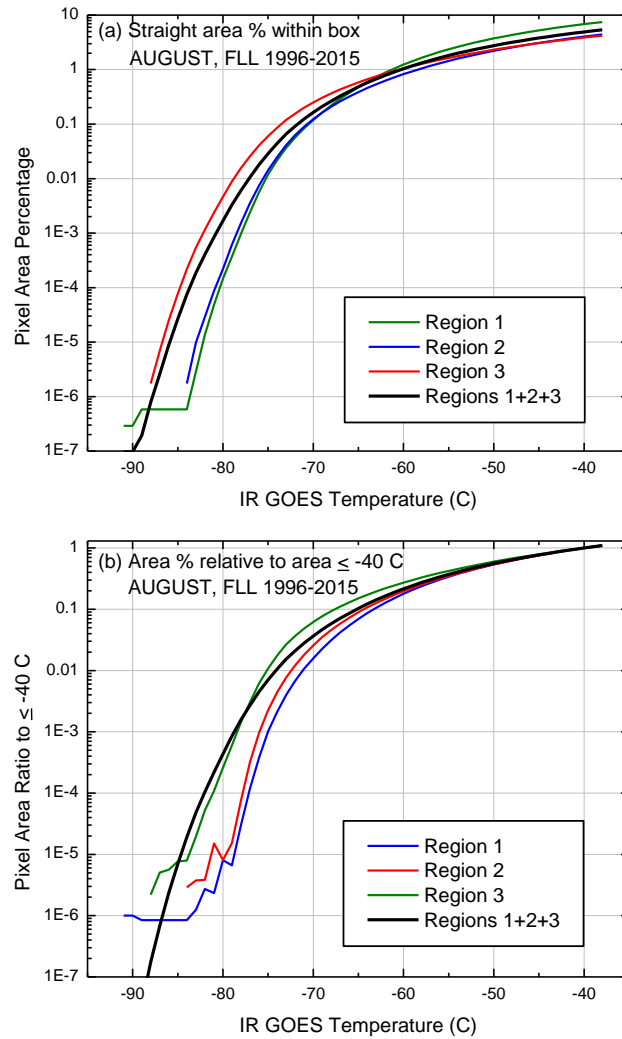 (a) Straight area % within box
AUGUST, FLL 1996-2015
10
1
0.1
0.01
1E-3
1E-4
1E-5
1E-6
1E-7
Pixel Area Percentage
Region 1
Region 2
Region 3
Regions 1+2+3
-90 -80 -70 -60 -50 -40
IR GOES Temperature (C)
(b) Area % relative to area ≤ -40 C
AUGUST, FLL 1996-2015
1
0.1
0.01
1E-3
1E-4
1E-5
1E-6
1E-7
Pixel Area Ratio to ≤ -40 C
Region 1
Region 2
Region 3
Regions 1+2+3
-90 -80 -70 -60 -50 -40
IR GOES Temperature (C)